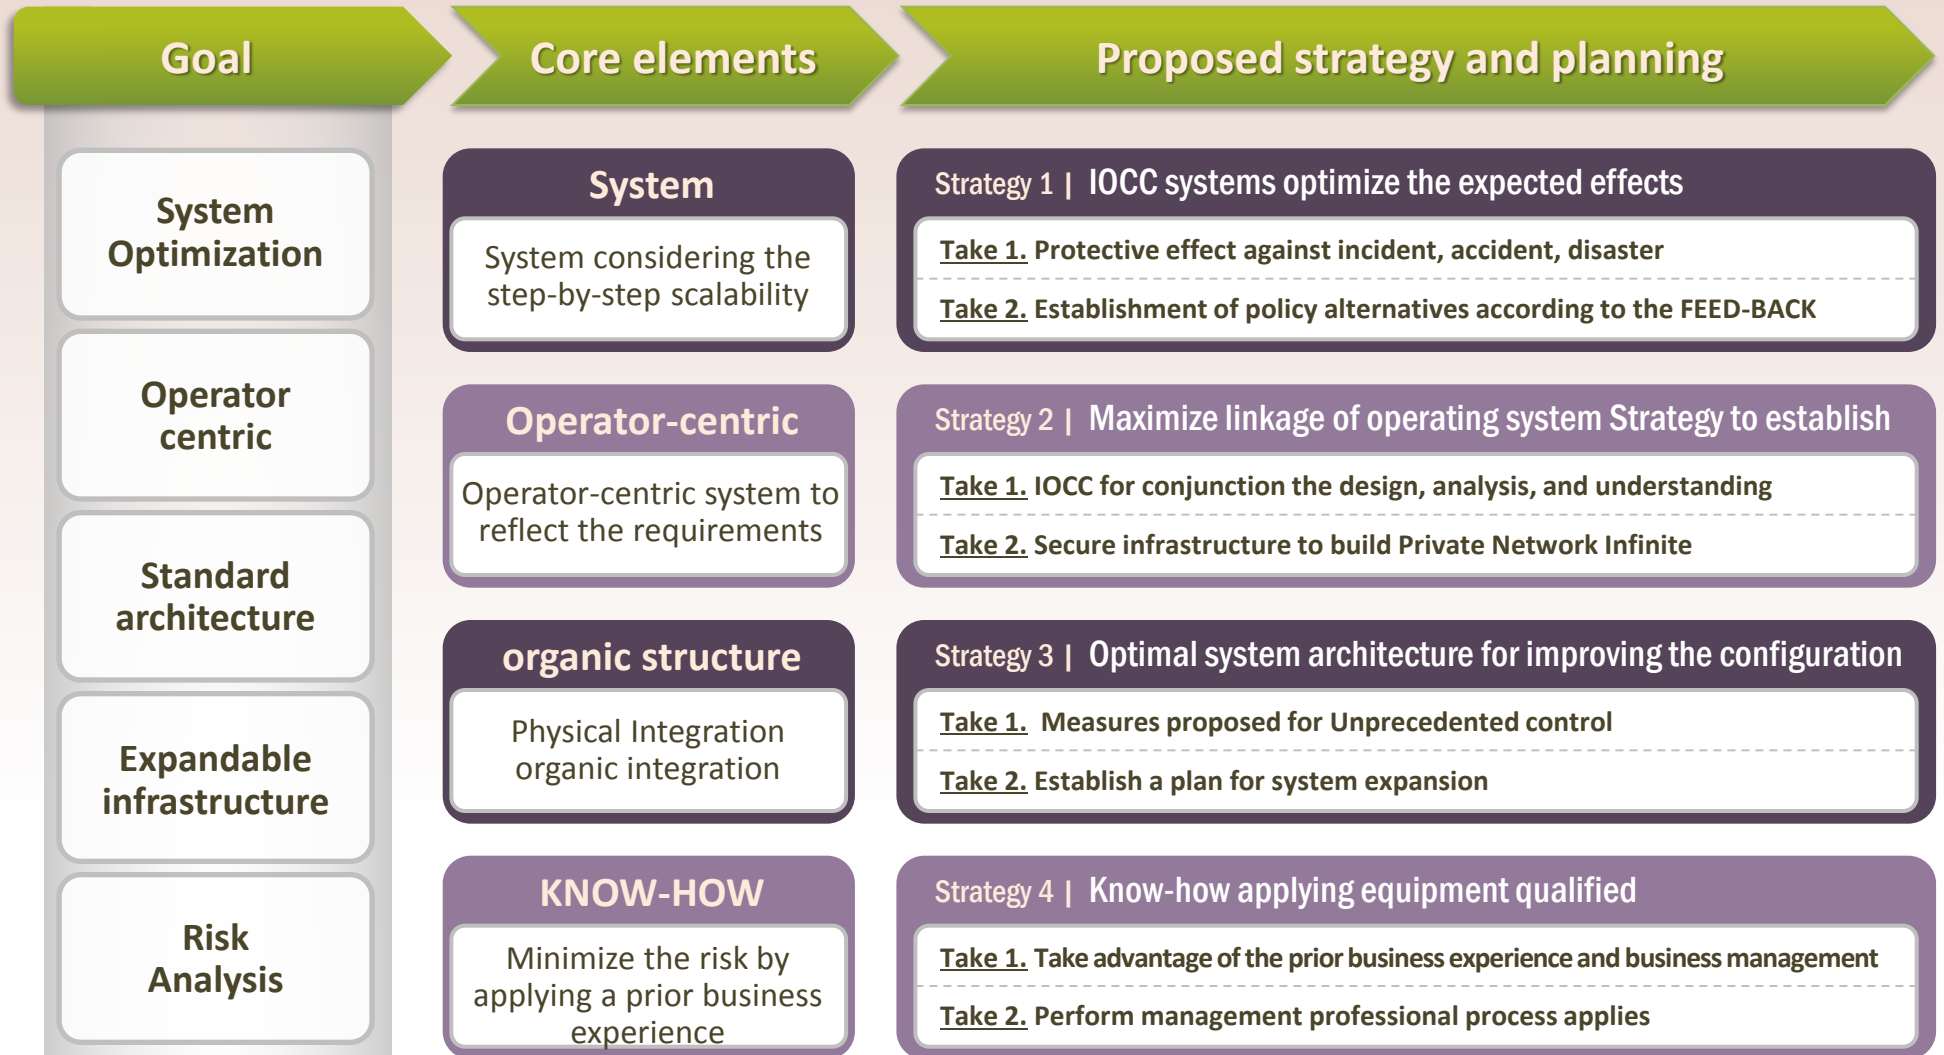 Goal
Core elements
Proposed strategy and planning
System
Optimization
Operator
centric
Standard
architecture
Expandable
infrastructure
Risk
Analysis
System
System considering the
step-by-step scalability
Strategy 1 | IOCC systems optimize the expected effects
Take 1. Protective effect against incident, accident, disaster
Take 2. Establishment of policy alternatives according to the FEED-BACK
Operator-centric
Operator-centric system to
reflect the requirements
Strategy 2 | Maximize linkage of operating system Strategy to establish
Take 1. IOCC for conjunction the design, analysis, and understanding
Take 2. Secure infrastructure to build Private Network Infinite
organic structure
Physical Integration
organic integration
Strategy 3 | Optimal system architecture for improving the configuration
Take 1. Measures proposed for Unprecedented control
Take 2. Establish a plan for system expansion
KNOW-HOW
Minimize the risk by
applying a prior business
experience
Strategy 4 | Know-how applying equipment qualified
Take 1. Take advantage of the prior business experience and business management
Take 2. Perform management professional process applies